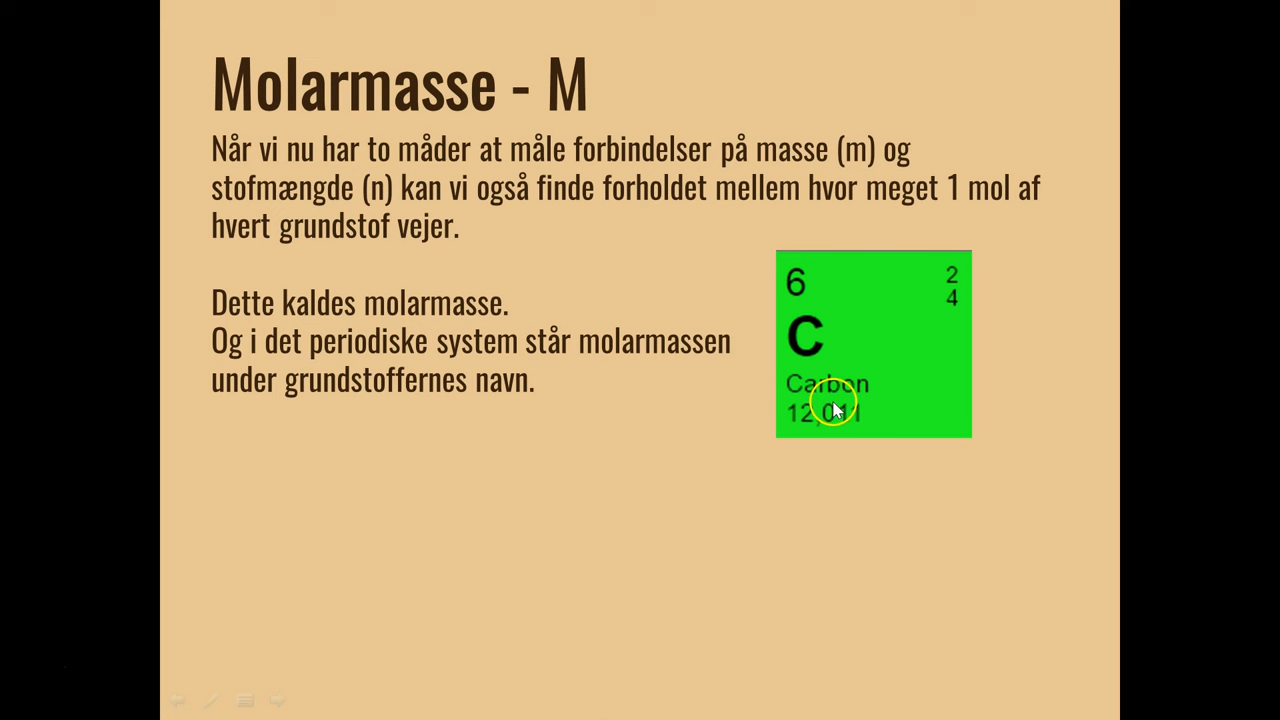 Molarmasse - M
Når vi nu har to måder at måle forbindelser på masse (m) og
stofmængde (n) kan vi også finde forholdet mellem hvor meget 1 mol af
hvert grundstof vejer.
Dette kaldes molarmasse.
Og i det periodiske system står molarmassen
under grundstoffernes navn.
6
2
4
C
Carbon
12,011